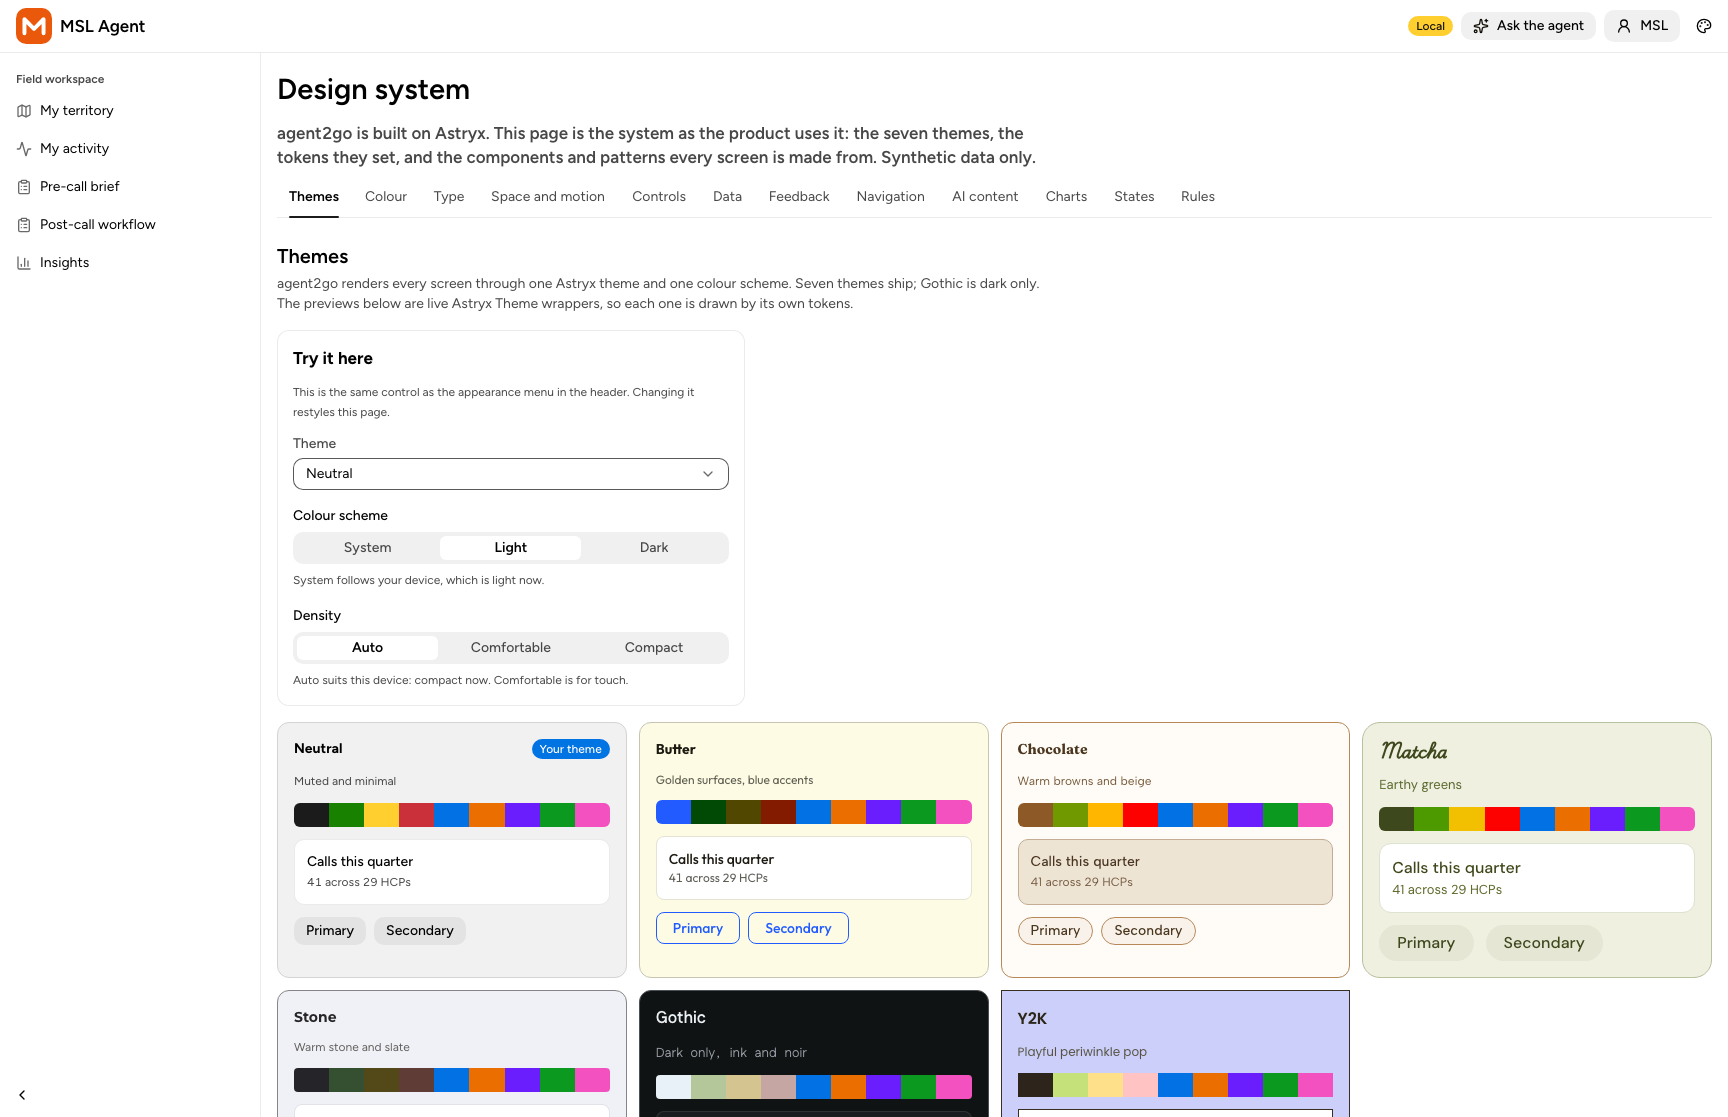 MSL Agent
Local
Ask the agent
MSL
Field workspace
My territory
My activity
Pre-call brief
Post-call workflow
Insights
Design system
agent2go is built on Astryx. This page is the system as the product uses it: the seven themes, the
tokens they set, and the components and patterns every screen is made from. Synthetic data only.
Themes Colour Type Space and motion Controls Data Feedback Navigation AI content Charts States Rules
Themes
agent2go renders every screen through one Astryx theme and one colour scheme. Seven themes ship; Gothic is dark only.
The previews below are live Astryx Theme wrappers, so each one is drawn by its own tokens.
Try it here
This is the same control as the appearance menu in the header. Changing it
restyles this page.
Theme
Neutral
Colour scheme
System Light Dark
System follows your device, which is light now.
Density
Auto Comfortable Compact
Auto suits this device: compact now. Comfortable is for touch.
Neutral
Your theme
Muted and minimal
Calls this quarter
41 across 29 HCPs
Primary Secondary
Butter
Golden surfaces, blue accents
Calls this quarter
41 across 29 HCPs
Primary Secondary
Chocolate
Warm browns and beige
Calls this quarter
41 across 29 HCPs
Primary Secondary
Matcha
Earthy greens
Calls this quarter
41 across 29 HCPs
Primary Secondary
Stone
Warm stone and slate
Gothic
Dark only, ink and noir
Y2K
Playful periwinkle pop